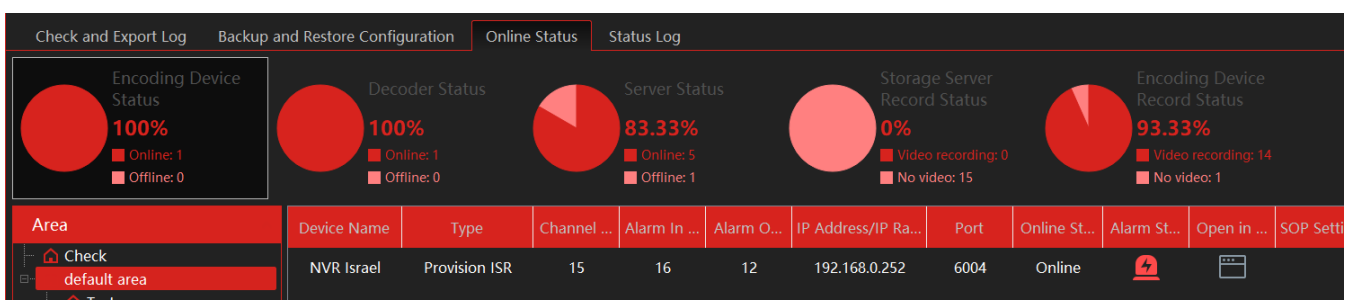 Check and Export Log Backup and Restore Configuration Online Status Status Log
Encoding Device
Status
100%
Online: 1
Offline: 0
Decoder Status
100%
Online: 1
Offline: 0
Server Status
83.33%
Online: 5
Offline: 1
Storage Server
Record Status
0%
Video recording: 0
No video: 15
Encoding Device
Record Status
93.33%
Video recording: 14
No video: 1
Area
Check
default area
Device Name Type Channel ... Alarm In ... Alarm O... IP Address/IP Ra... Port Online St... Alarm St... Open in ... SOP Setti
NVR Israel Provision ISR 15 16 12 192.168.0.252 6004 Online